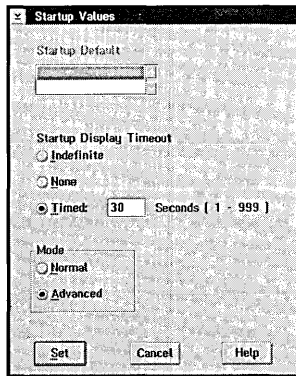 Startup Values
Startup Default
Startup Display Timeout
Indefinite
None
Timed: 30 Seconds ( 1 - 999 )
Mode
Normal
Advanced
Set Cancel Help